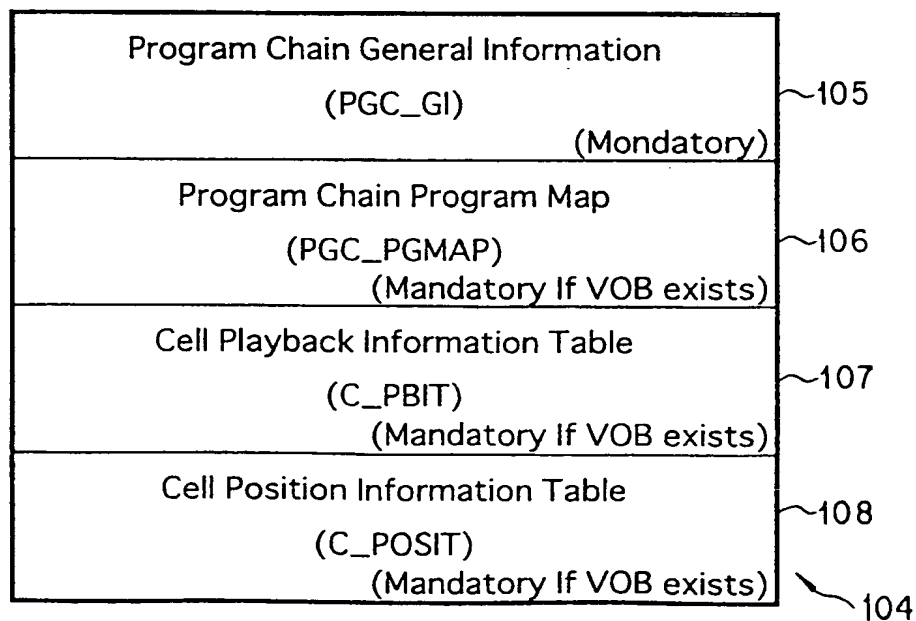 Program Chain General Information
(PGC_GI)
105
(Mondatory)
Program Chain Program Map
(PGC_PGMAP)
106
(Mandatory If VOB exists)
Cell Playback Information Table
(C_PBIT)
107
(Mandatory If VOB exists)
Cell Position Information Table
(C_POSIT)
108
(Mandatory If VOB exists)
104